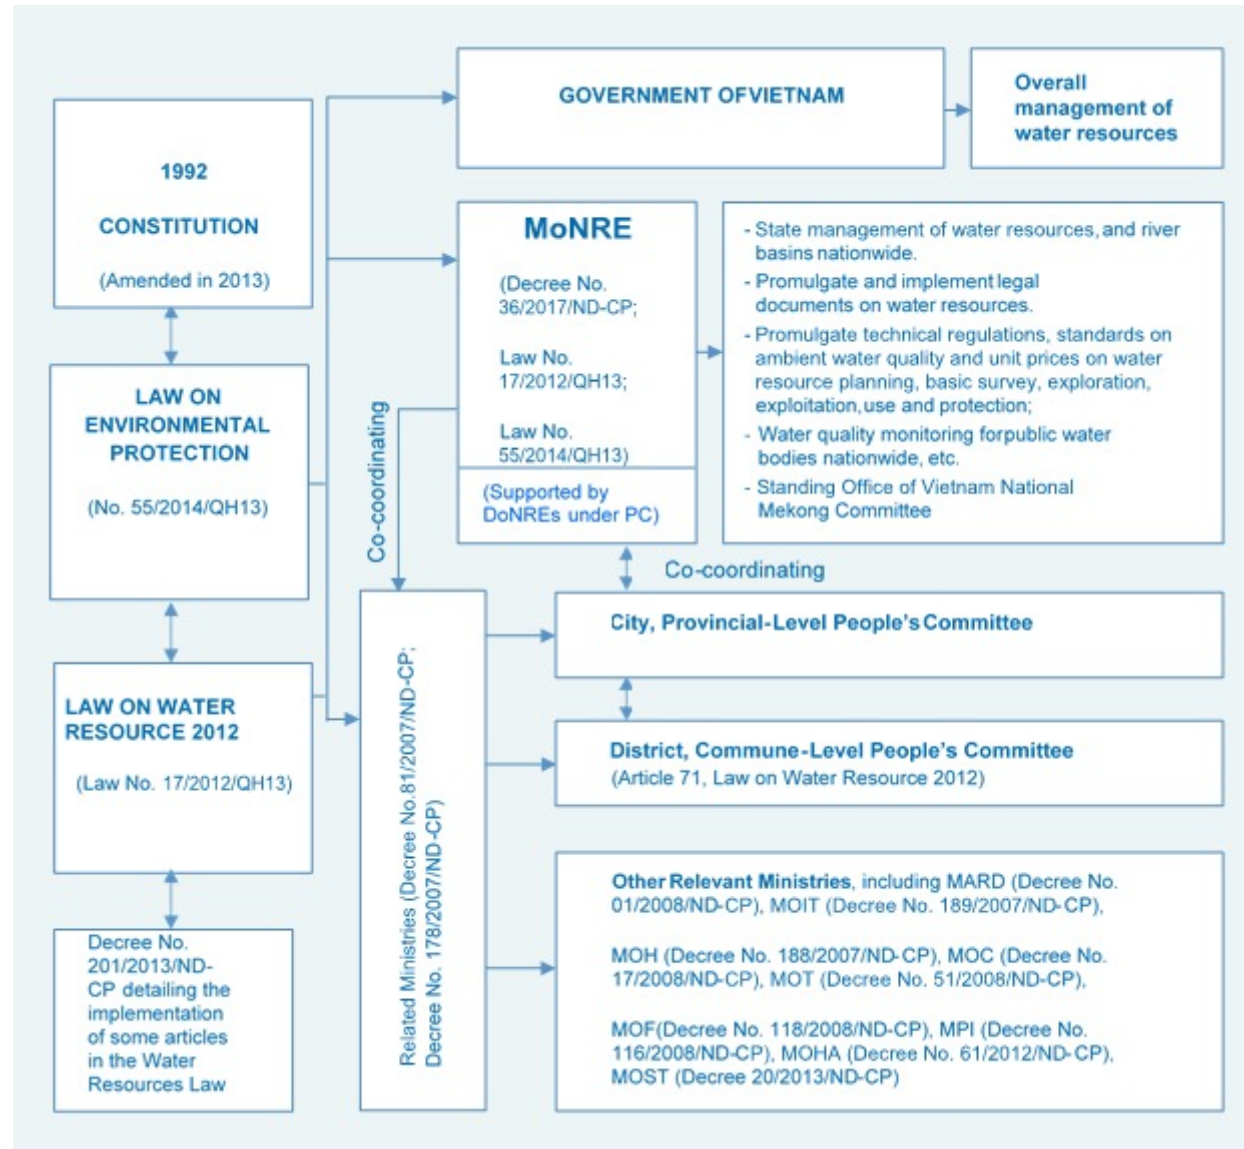 GOVERNMENT OFVIETNAM
Overall
management of
water resources
1992
CONSTITUTION
(Amended in 2013)
MoNRE
(Decree No.
36/2017/ND-CP;
Law No.
17/2012/QH13;
Law No.
55/2014/QH13)
(Supported by
DoNREs under PC)
- State management of water resources, and river
basins nationwide.
- Promulgate and implement legal
documents on water resources.
- Promulgate technical regulations, standards on
ambient water quality and unit prices on water
resource planning, basic survey, exploration,
exploitation, use and protection;
- Water quality monitoring forpublic water
bodies nationwide, etc.
- Standing Office of Vietnam National
Mekong Committee
LAW ON
ENVIRONMENTAL
PROTECTION
(No. 55/2014/QH13)
Co-coordinating
Co-coordinating
City, Provincial-Level People's Committee
LAW ON WATER
RESOURCE 2012
(Law No. 17/2012/QH13)
Related Ministries (Decree No.81/2007/ND-CP;
Decree No. 178/2007/ND-CP)
District, Commune-Level People's Committee
(Article 71, Law on Water Resource 2012)
Decree No.
201/2013/ND-
CP detailing the
implementation
of some articles
in the Water
Resources Law
Other Relevant Ministries, including MARD (Decree No.
01/2008/ND-CP), MOIT (Decree No. 189/2007/ND-CP),
MOH (Decree No. 188/2007/ND-CP), MOC (Decree No.
17/2008/ND-CP), MOT (Decree No. 51/2008/ND-CP),
MOF(Decree No. 118/2008/ND-CP), MPI (Decree No.
116/2008/ND-CP), MOHA (Decree No. 61/2012/ND-CP),
MOST (Decree 20/2013/ND-CP)